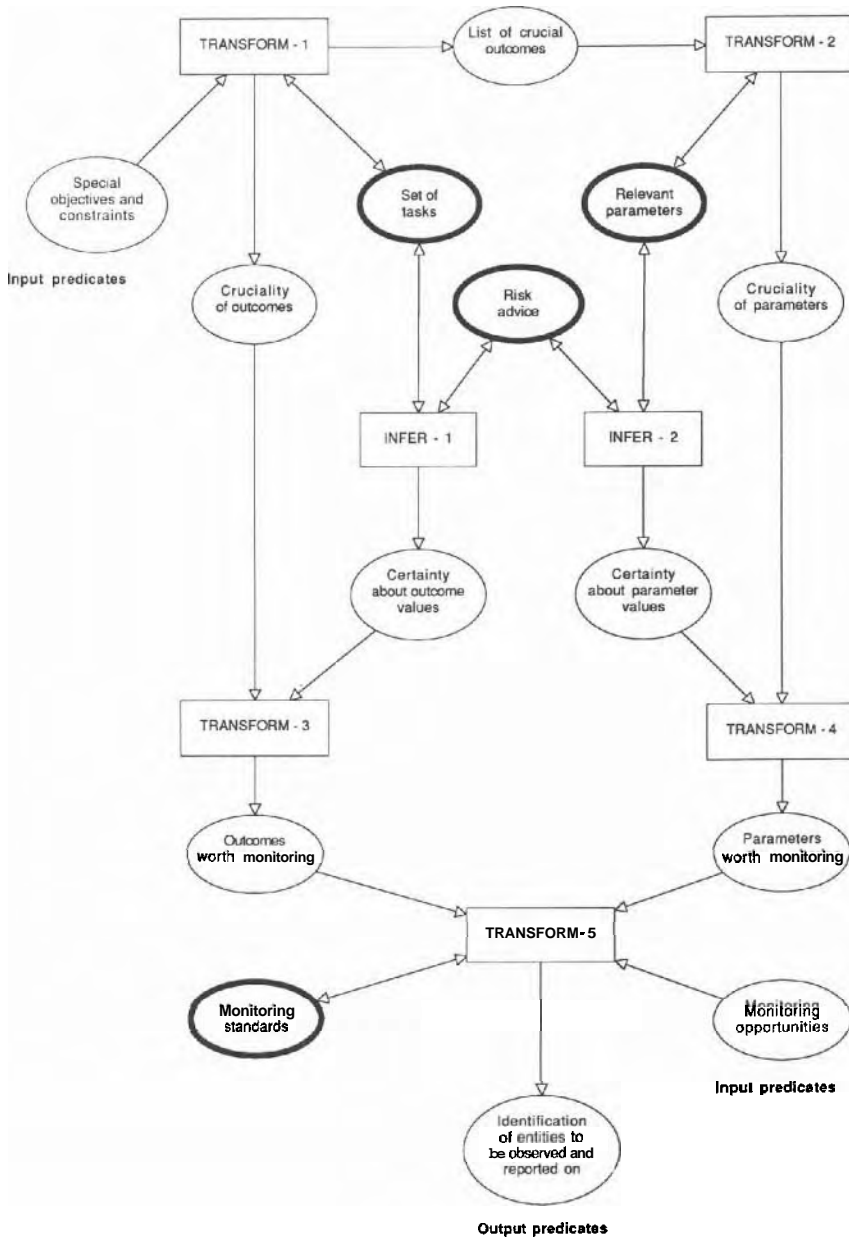 TRANSFORM - 1
List of crucial
outcomes
TRANSFORM - 2
Special
objectives and
constraints
Set of
tasks
Relevant
parameters
Input predicates
Cruciality
of outcomes
Risk
advice
Cruciality
of parameters
INFER - 1
INFER - 2
Certainty
about outcome
values
Certainty
about parameter
values
TRANSFORM - 3
TRANSFORM - 4
Outcomes
worth monitoring
Parameters
worth monitoring
TRANSFORM - 5
Monitoring
standards
Monitoring
opportunities
Input predicates
Identification
of entities to
be observed and
reported on
Output predicates